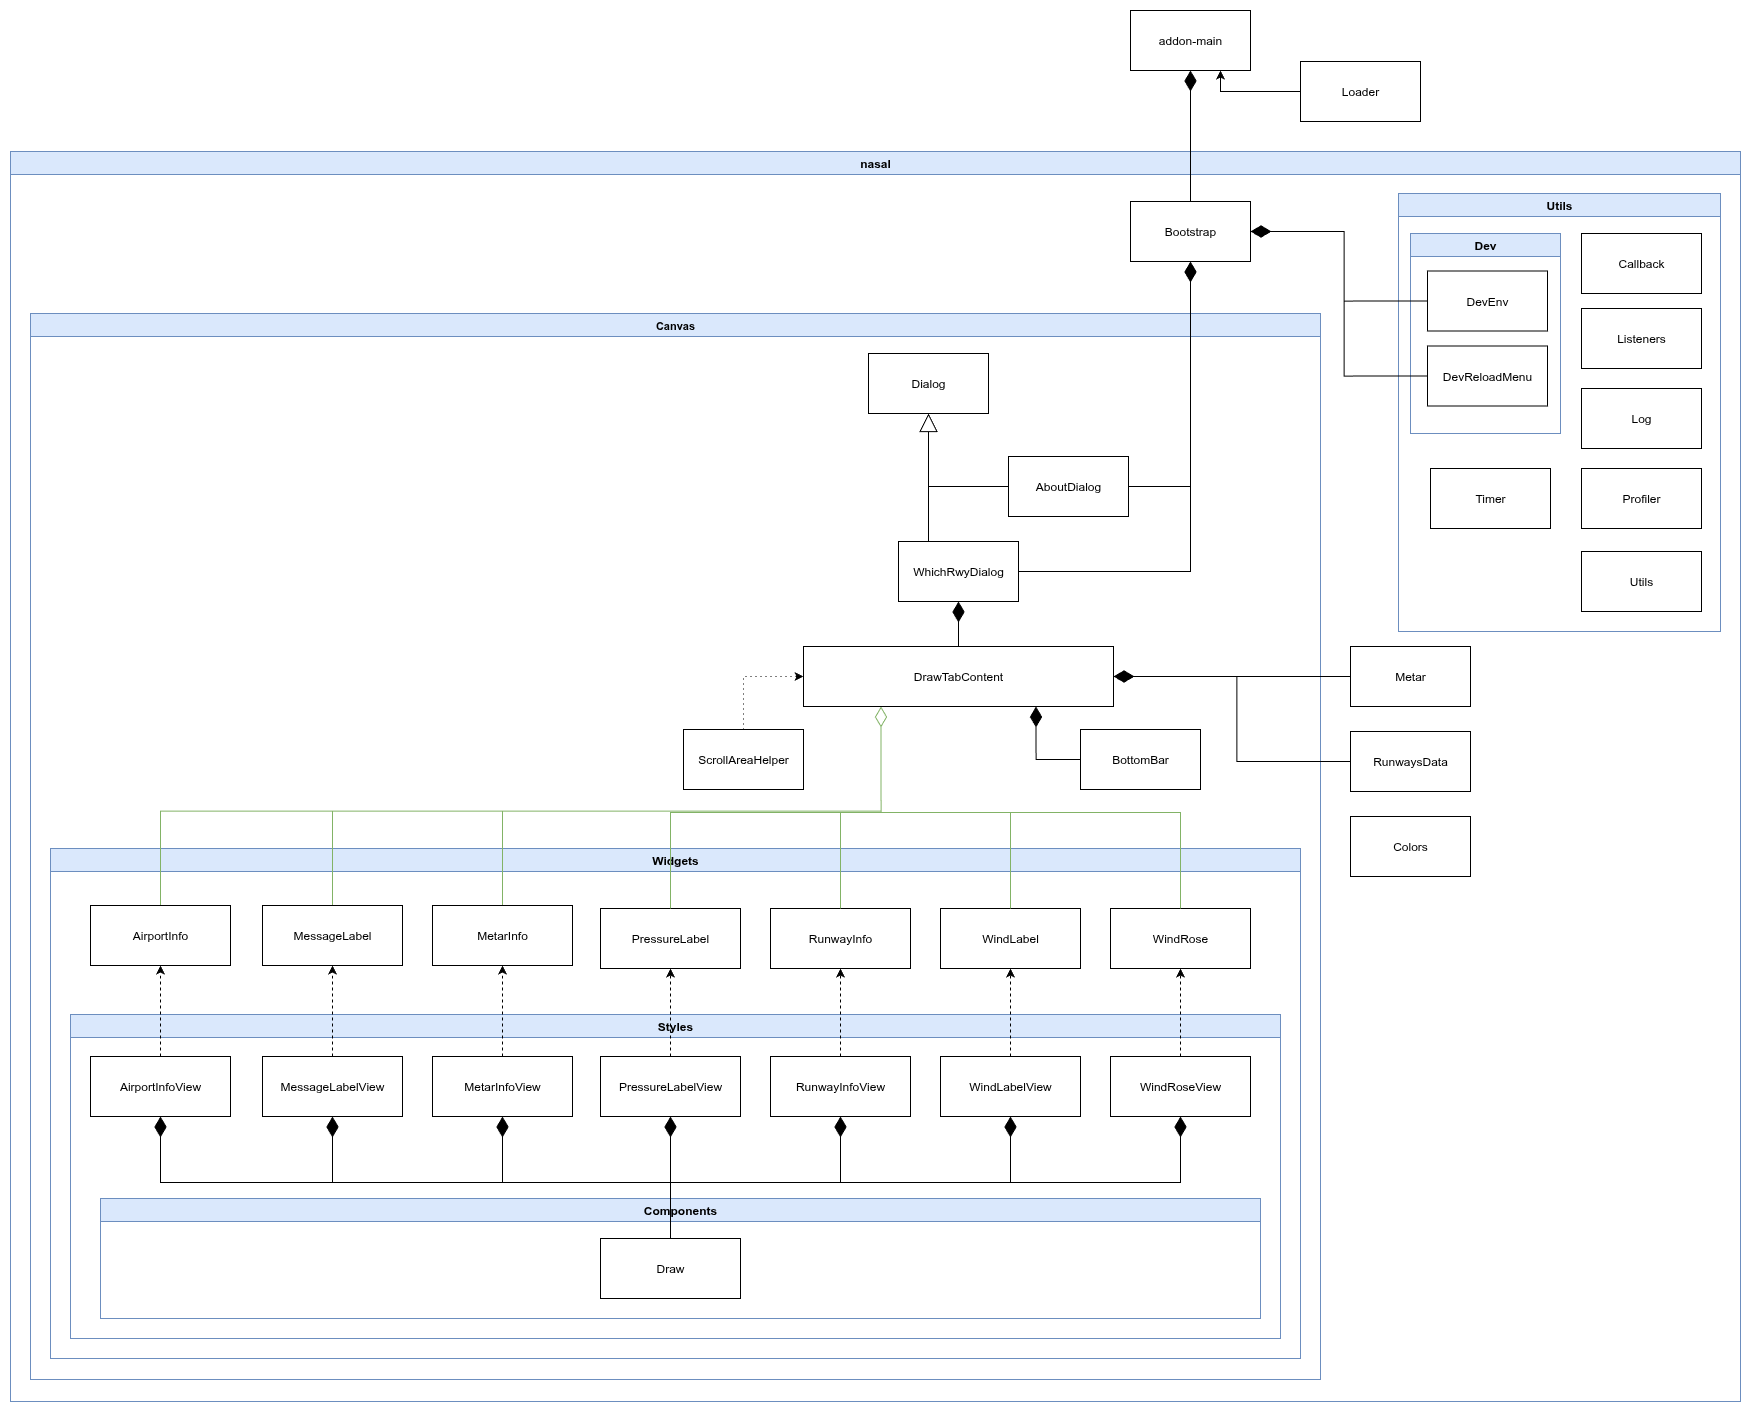 addon-main
Loader
nasal
Bootstrap
Utils
Dev
Callback
DevEnv
Listeners
Canvas
DevReloadMenu
Dialog
Log
AboutDialog
Timer
Profiler
WhichRwyDialog
Utils
DrawTabContent
Metar
ScrollAreaHelper
BottomBar
RunwaysData
Colors
Widgets
AirportInfo
MessageLabel
MetarInfo
PressureLabel
RunwayInfo
WindLabel
WindRose
Styles
AirportInfoView
MessageLabelView
MetarInfoView
PressureLabelView
RunwayInfoView
WindLabelView
WindRoseView
Components
Draw